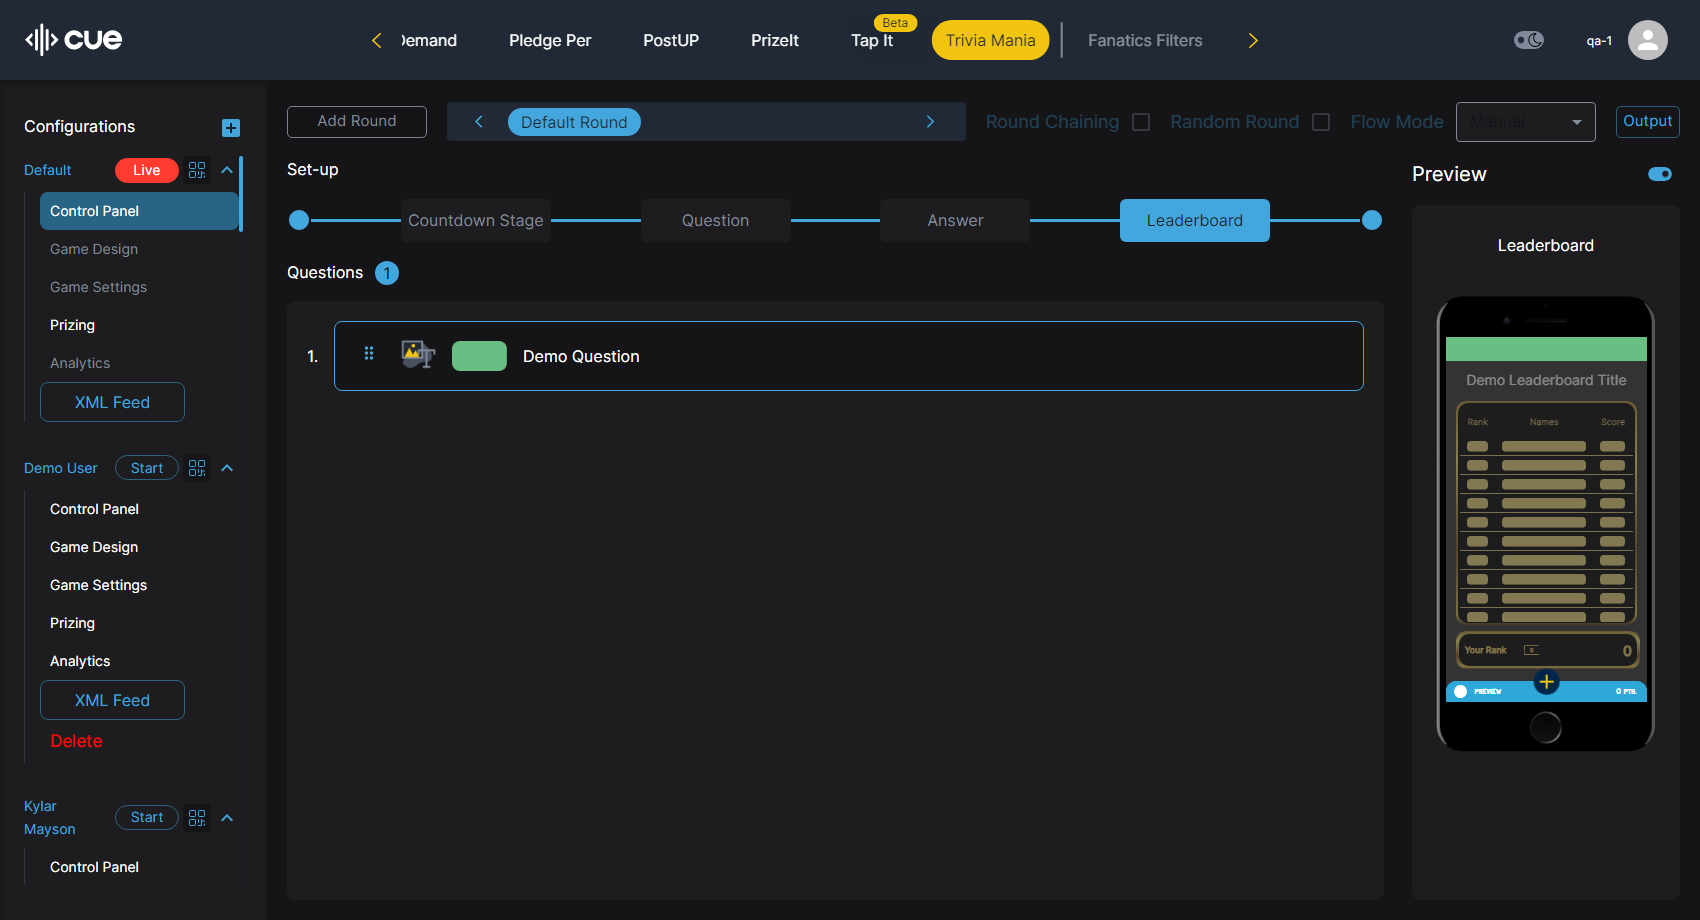 cue
Demand
Pledge Per
PostUP
PrizeIt
Tap It
Beta
Trivia Mania
Fanatics Filters
qa-1
Configurations
Default
Live
Control Panel
Game Design
Game Settings
Prizing
Analytics
XML Feed
Demo User
Start
Control Panel
Game Design
Game Settings
Prizing
Analytics
XML Feed
Delete
Kylar
Mayson
Start
Control Panel
Add Round
Default Round
Round Chaining
Random Round
Flow Mode
Manual
Output
Set-up
Countdown Stage
Question
Answer
Leaderboard
Questions
1
1.
Demo Question
Preview
Leaderboard
Demo Leaderboard Title
Rank Names Score
Your Rank 0 0
PREVIEW 0 PTS.